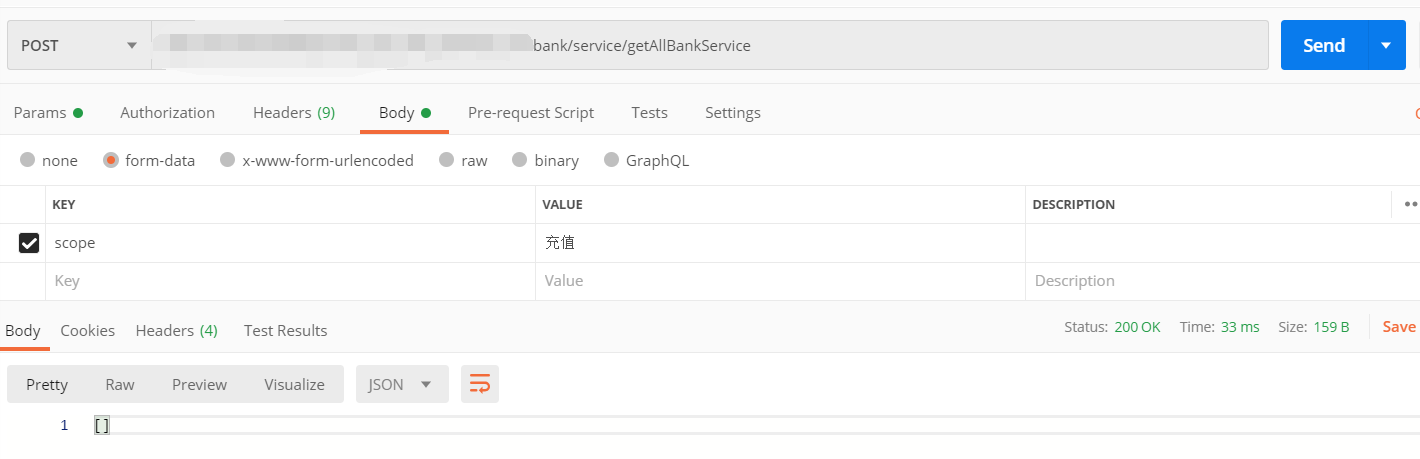 POST bank/service/getAllBankService Send
Params Authorization Headers (9) Body Pre-request Script Tests Settings
none form-data x-www-form-urlencoded raw binary GraphQL
KEY VALUE DESCRIPTION
scope 充值
Key Value Description
Body Cookies Headers (4) Test Results Status: 200 OK Time: 33 ms Size: 159 B Save
Pretty Raw Preview Visualize JSON
1 []